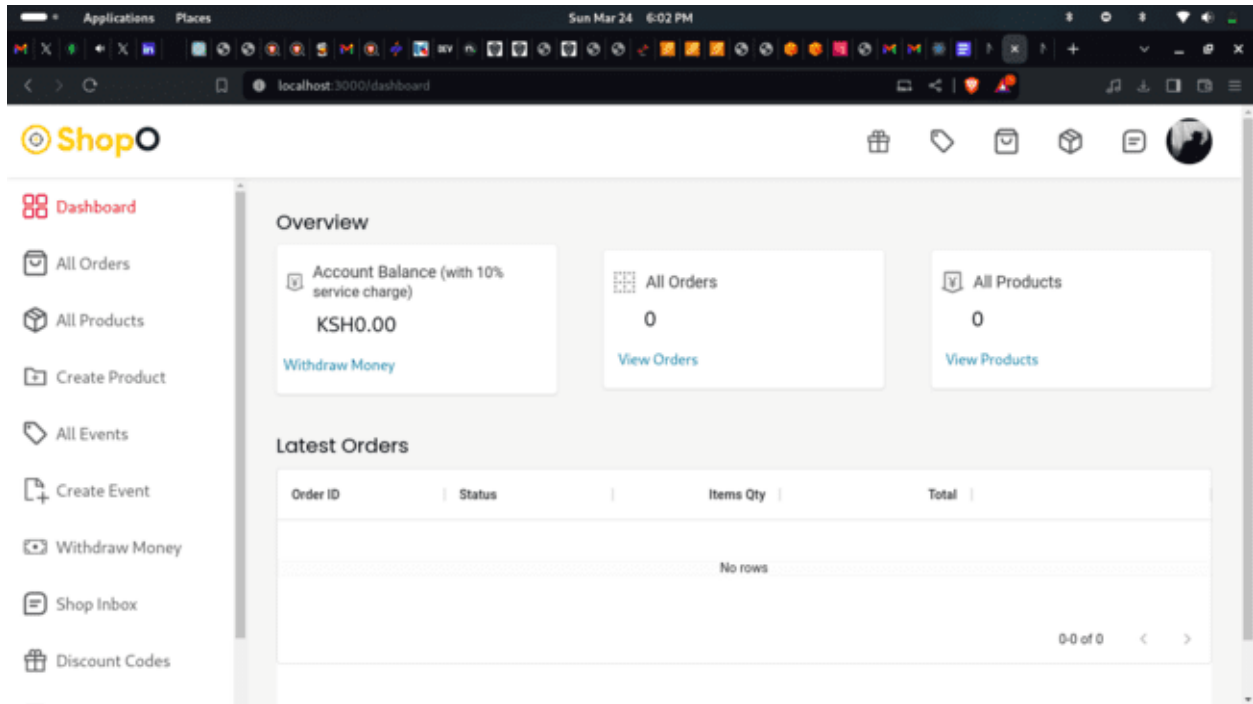 Applications Places Sun Mar 24 6:02 PM
localhost:3000/dashboard
ShopO
Dashboard
All Orders
All Products
Create Product
All Events
Create Event
Withdraw Money
Shop Inbox
Discount Codes
Overview
Account Balance (with 10%
service charge)
KSH0.00
Withdraw Money
All Orders
0
View Orders
All Products
0
View Products
Latest Orders
Order ID Status Items Qty Total
No rows
0-0 of 0